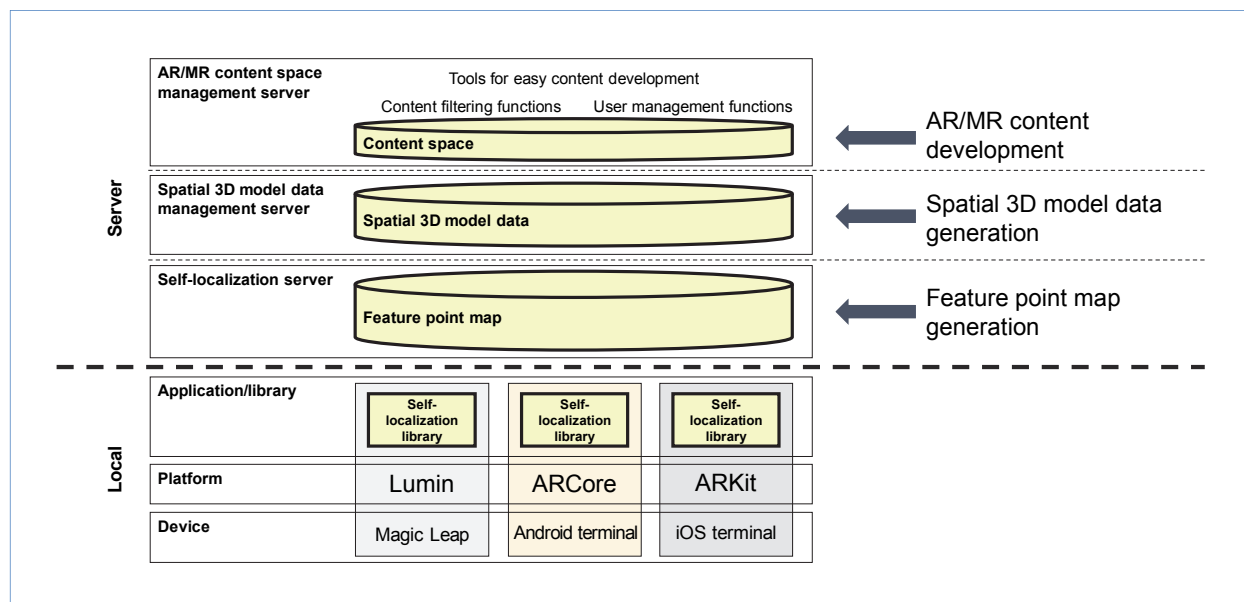 AR/MR content space
management server
Tools for easy content development
Content filtering functions
User management functions
Content space
AR/MR content
development
Server
Spatial 3D model data
management server
Spatial 3D model data
Spatial 3D model data
generation
Self-localization server
Feature point map
Feature point map
generation
Local
Application/library
Self-
localization
library
Self-
localization
library
Self-
localization
library
Platform
Lumin
ARCore
ARKit
Device
Magic Leap
Android terminal
iOS terminal